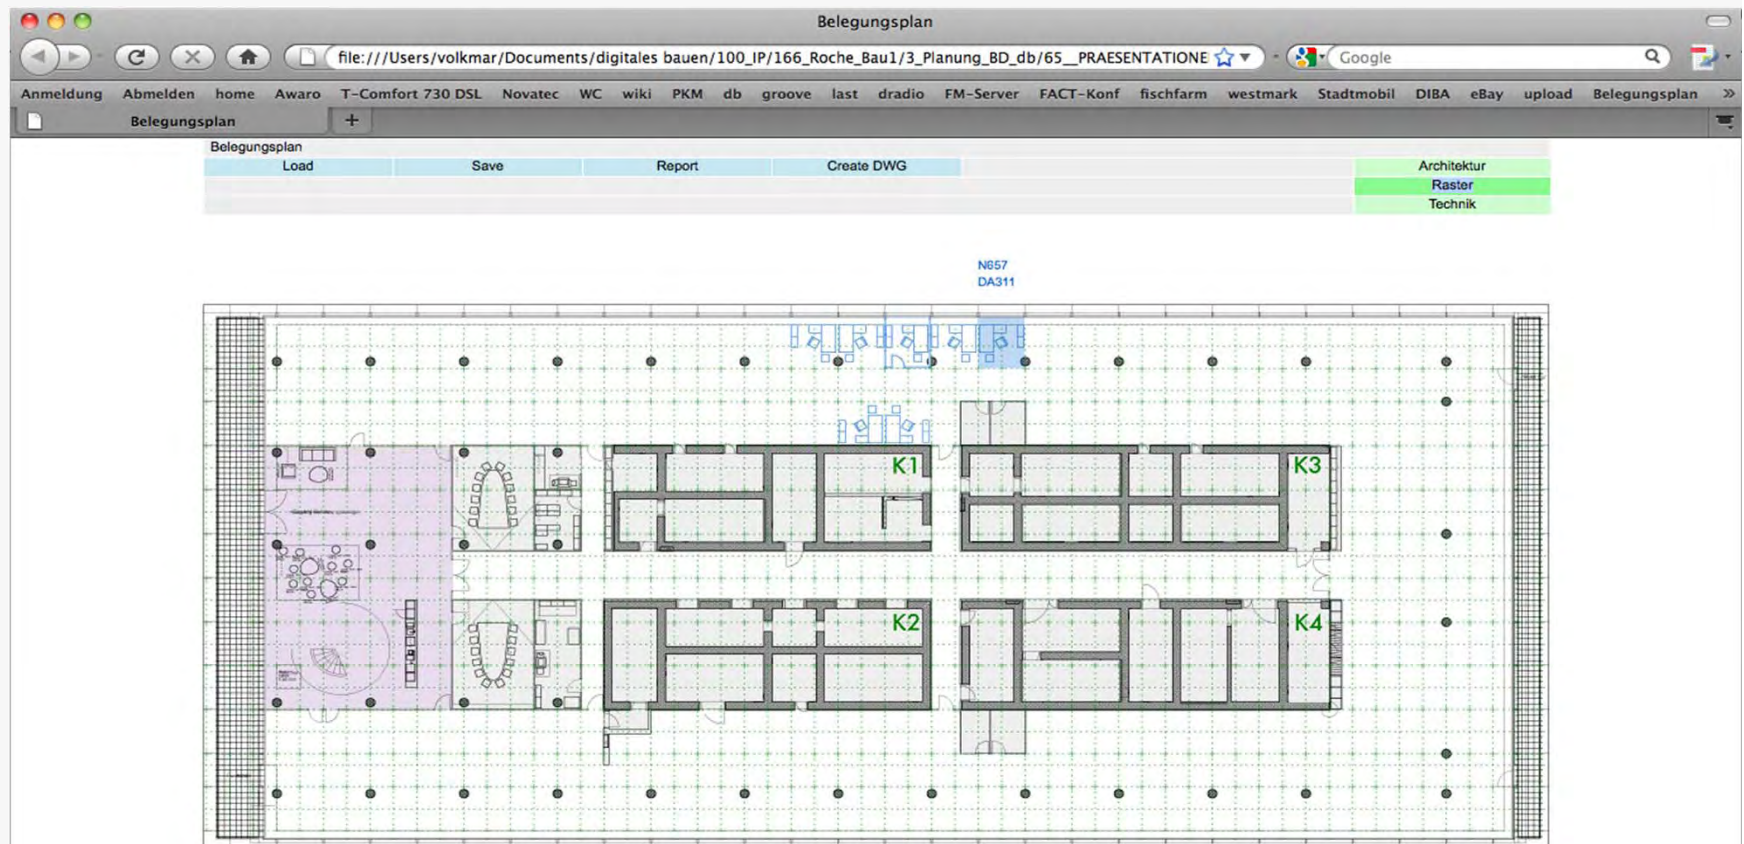 Belegungsplan
file:///Users/volkmar/Documents/digitales bauen/100_IP/166_Roche_Bau1/3_Planung_BD_db/65__PRAESENTATIONE
Google
Anmeldung Abmelden home Awaro T-Comfort 730 DSL Novatec WC wiki PKM db groove last dradio FM-Server FACT-Konf fischfarm westmark Stadtmobil DIBA eBay upload Belegungsplan »
Belegungsplan +
Belegungsplan
Load Save Report Create DWG Architektur
Raster
Technik
N657
DA311
K1 K3
K2 K4